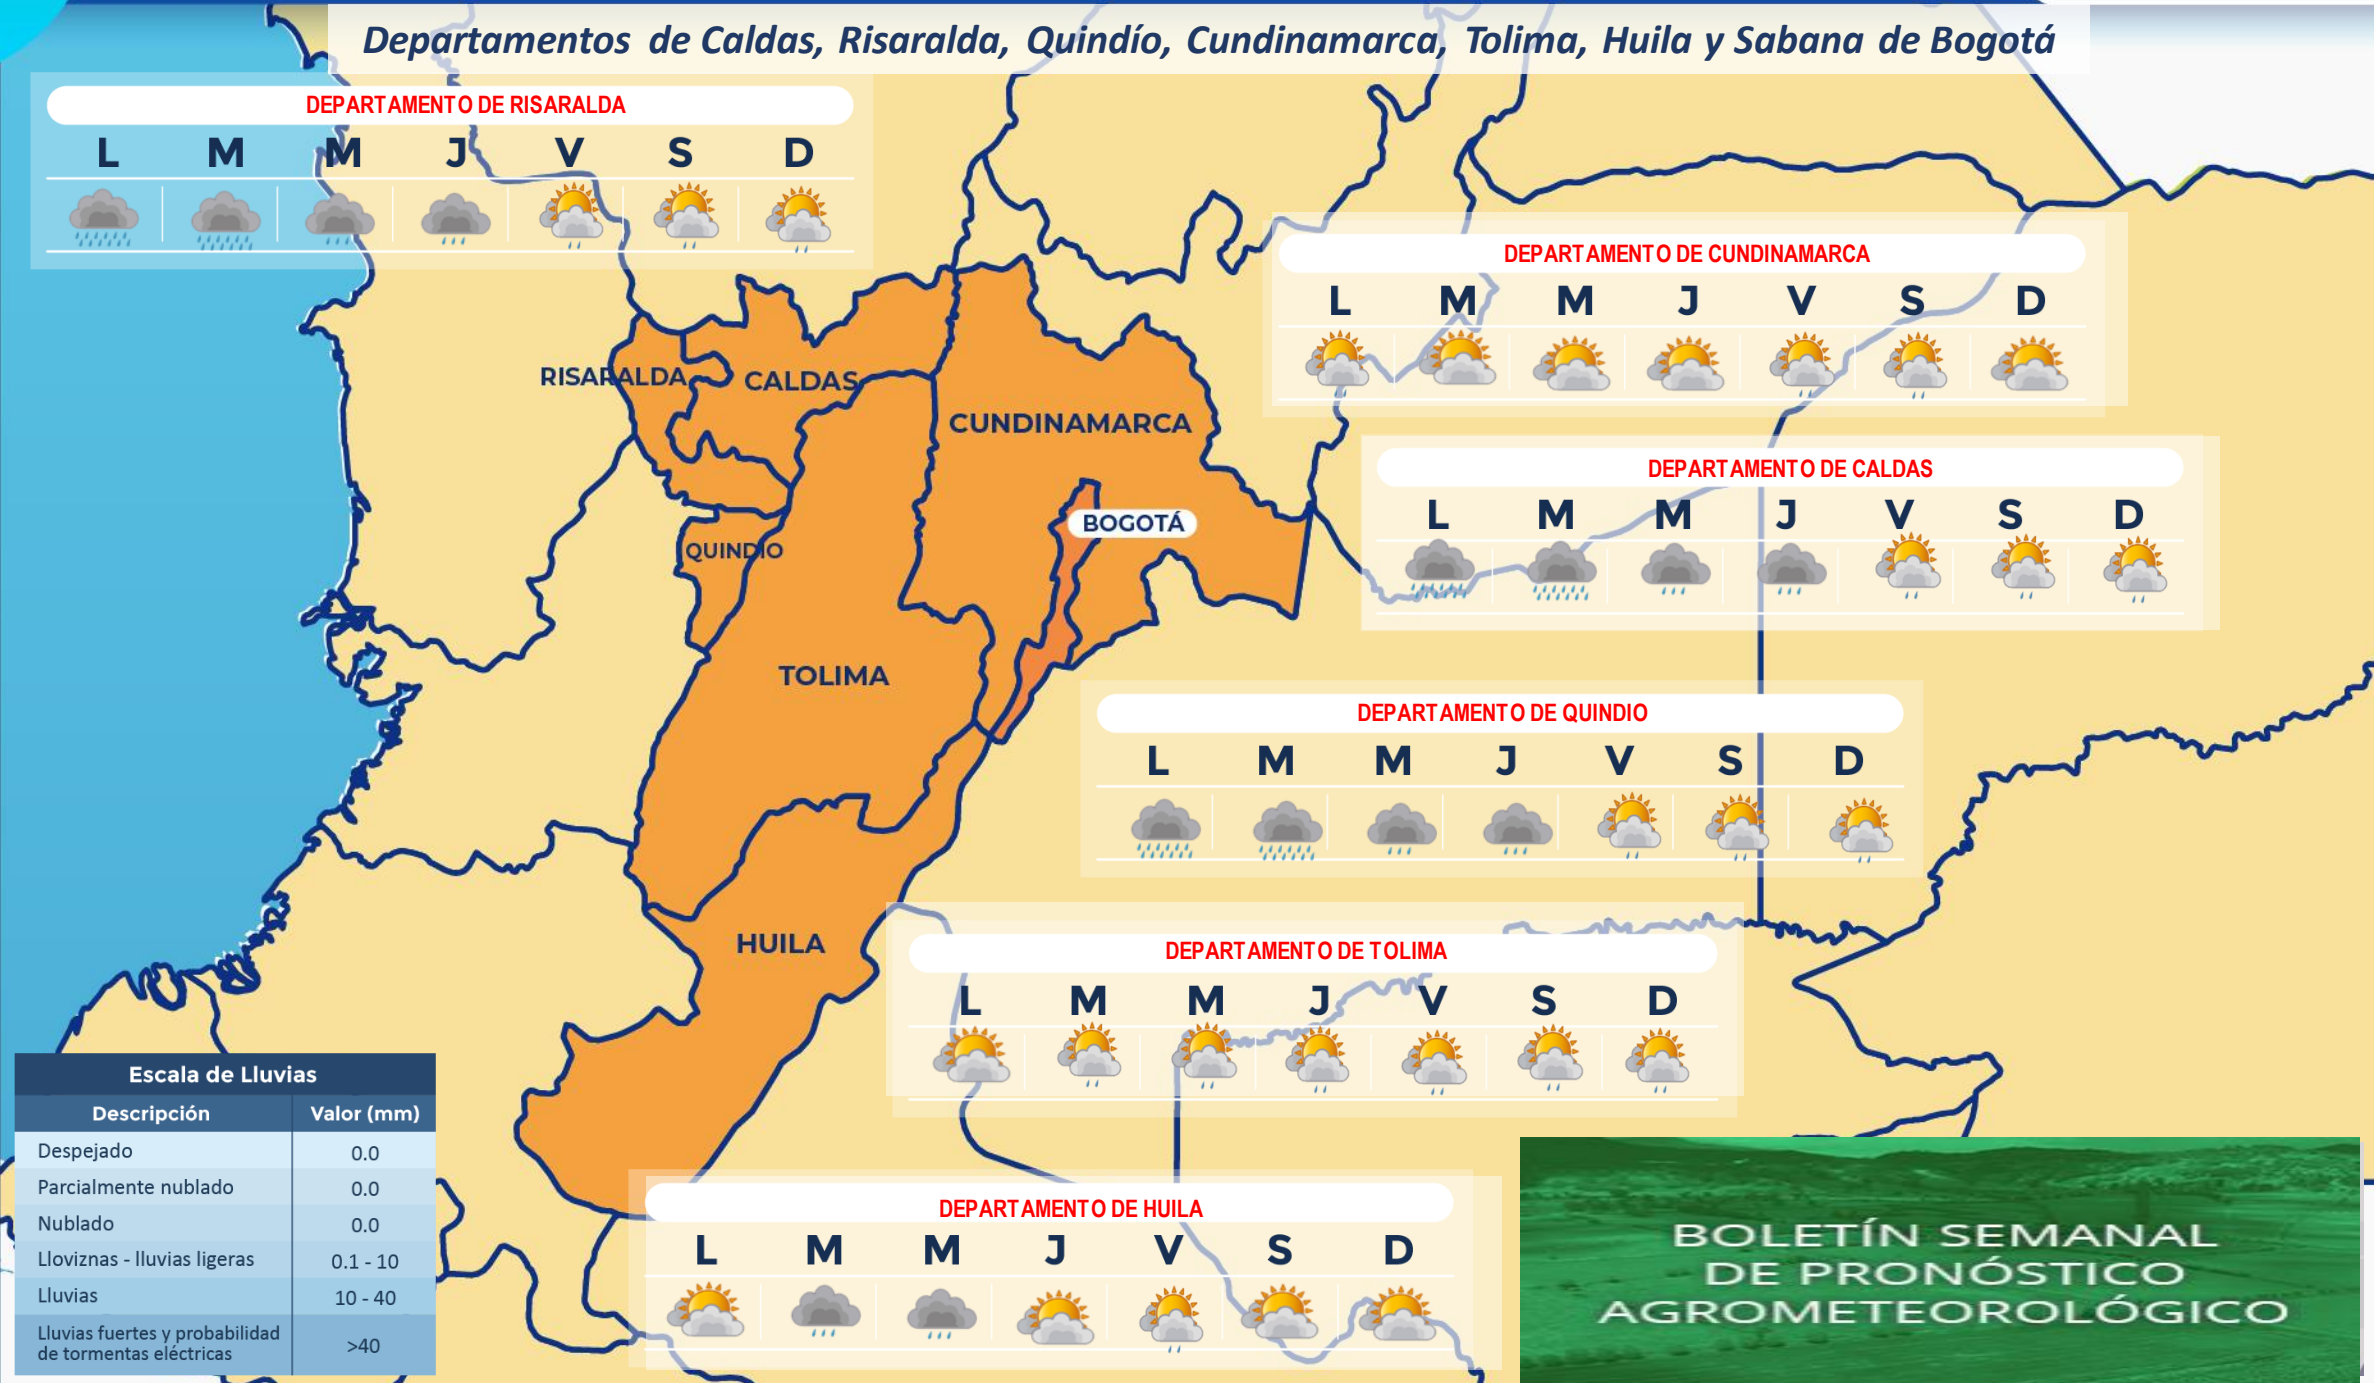 Departamentos de Caldas, Risaralda, Quindío, Cundinamarca, Tolima, Huila y Sabana de Bogotá
DEPARTAMENTO DE RISARALDA
L M M J V S D
DEPARTAMENTO DE CUNDINAMARCA
L M M J V S D
RISARALDA
CALDAS
CUNDINAMARCA
DEPARTAMENTO DE CALDAS
L M M J V S D
BOGOTÁ
QUINDIO
TOLIMA
DEPARTAMENTO DE QUINDIO
L M M J V S D
HUILA
DEPARTAMENTO DE TOLIMA
L M M J V S D
DEPARTAMENTO DE HUILA
L M M J V S D
Escala de Lluvias
Descripción Valor (mm)
Despejado 0.0
Parcialmente nublado 0.0
Nublado 0.0
Lloviznas - lluvias ligeras 0.1 - 10
Lluvias 10 - 40
Lluvias fuertes y probabilidad
de tormentas eléctricas >40
BOLETÍN SEMANAL
DE PRONÓSTICO
AGROMETEOROLÓGICO